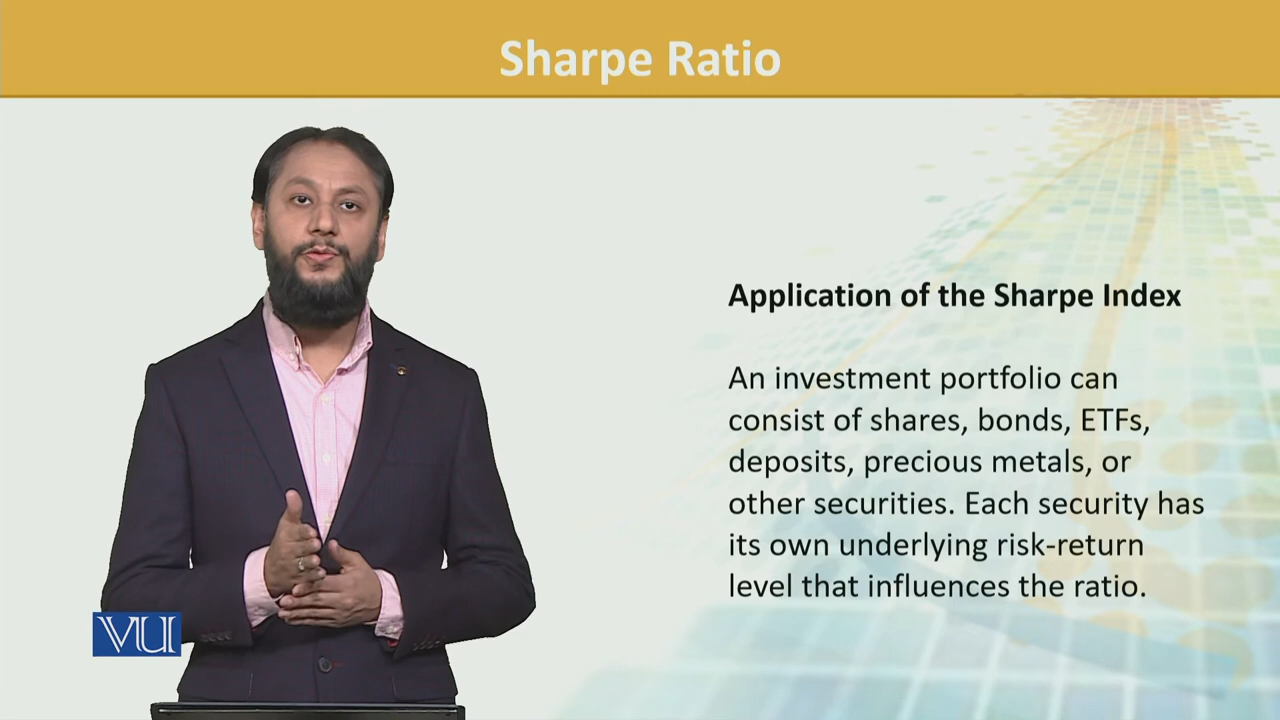 Sharpe Ratio
Application of the Sharpe Index
An investment portfolio can
consist of shares, bonds, ETFs,
deposits, precious metals, or
other securities. Each security has
its own underlying risk-return
level that influences the ratio.
VU